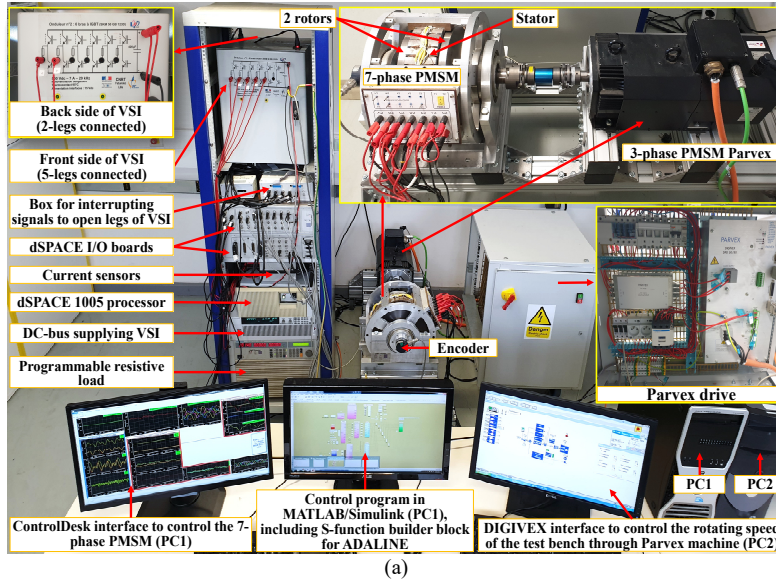 Back side of VSI
(2-legs connected)
Front side of VSI
(5-legs connected)
Box for interrupting
signals to open legs of VSI
dSPACE I/O boards
Current sensors
dSPACE 1005 processor
DC-bus supplying VSI
Programmable resistive
load
2 rotors
Stator
7-phase PMSM
3-phase PMSM Parvex
PARVEX
Danger
Encoder
Parvex drive
ControlDesk interface to control the 7-
phase PMSM (PC1)
Control program in
MATLAB/Simulink (PC1),
including S-function builder block
for ADALINE
PC1
PC2
DIGIVEX interface to control the rotating speed
of the test bench through Parvex machine (PC2)
(a)